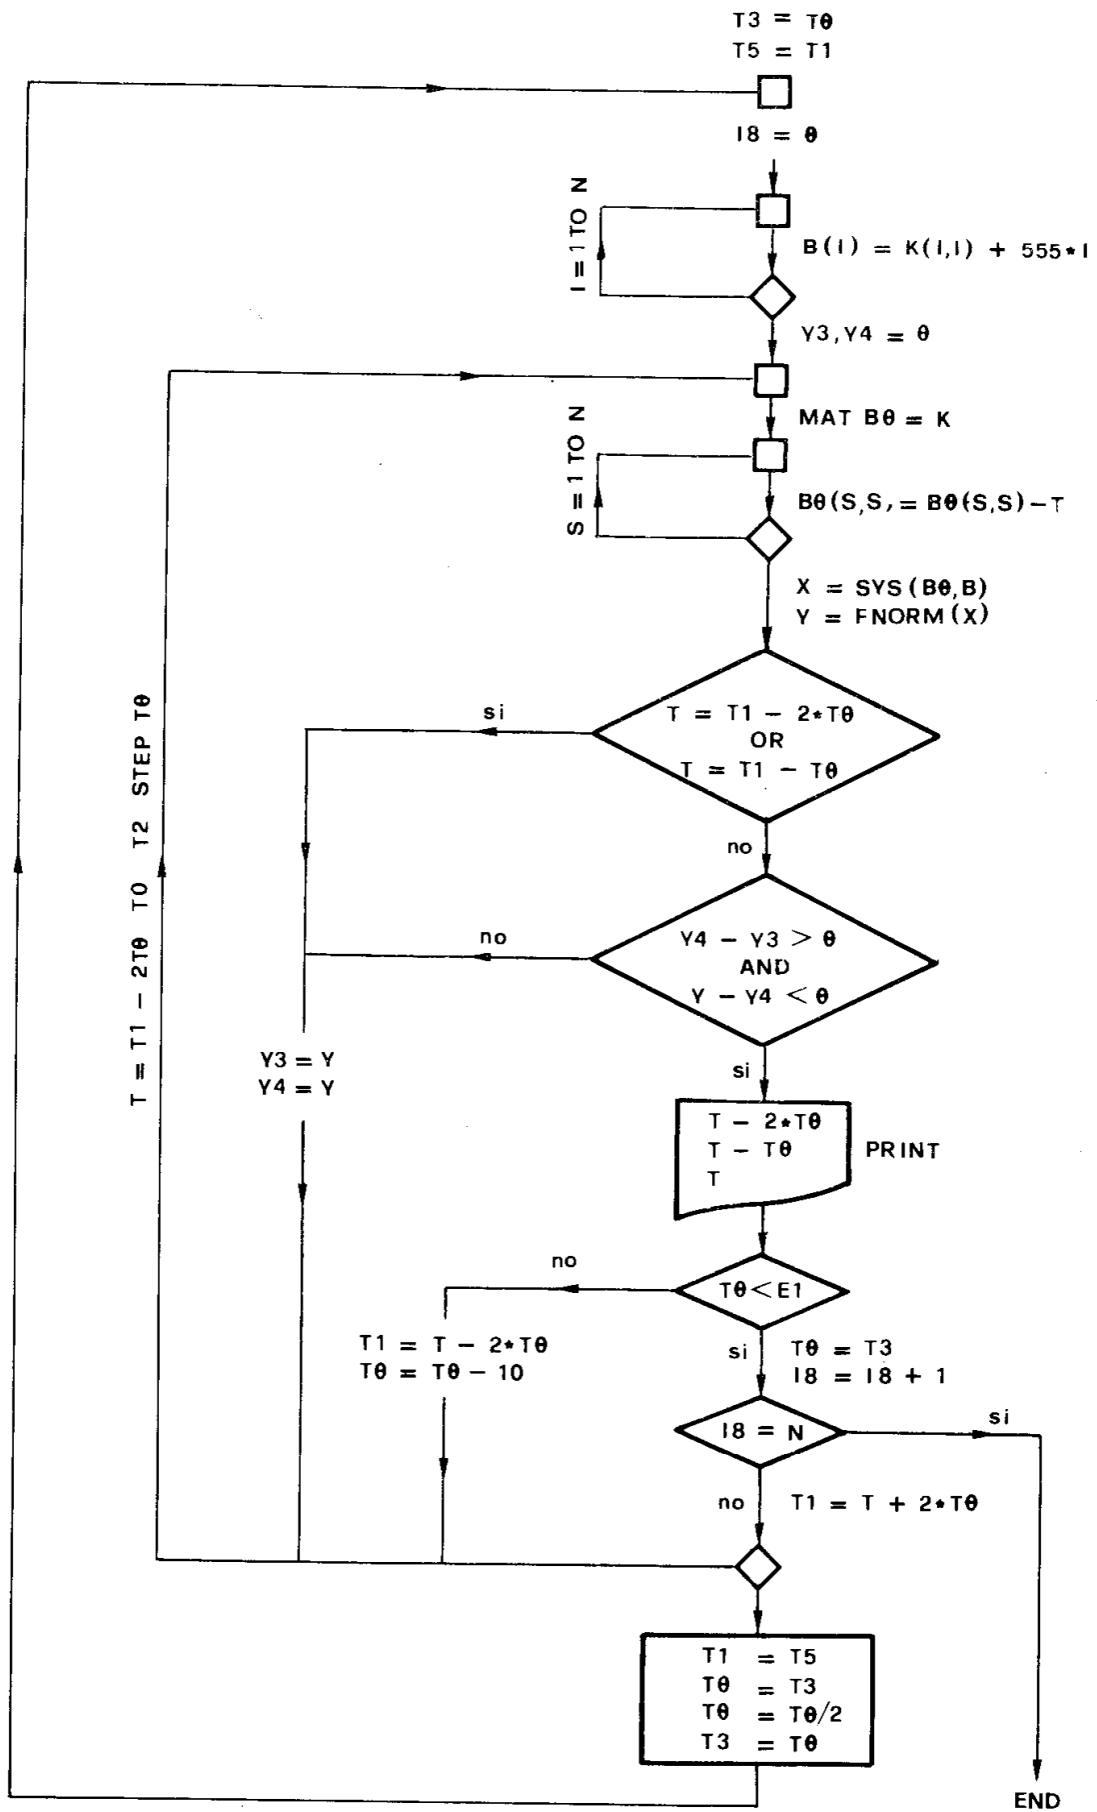 T3 = Tθ
T5 = T1
I8 = θ
I = 1 TO N
B(I) = K(I,I) + 555*I
Y3,Y4 = θ
MAT Bθ = K
S = 1 TO N
Bθ(S,S) = Bθ(S,S)-T
X = SYS(Bθ,B)
Y = FNORM(X)
T = T1 - 2*Tθ
OR
T = T1 - Tθ
si
no
T = T1 - 2Tθ TO T2 STEP Tθ
Y4 - Y3 > θ
AND
Y - Y4 < θ
no
si
Y3 = Y
Y4 = Y
T - 2*Tθ
T - Tθ
T
PRINT
Tθ < E1
no
si
T1 = T - 2*Tθ
Tθ = Tθ - 10
Tθ = T3
I8 = I8 + 1
I8 = N
si
no
T1 = T + 2*Tθ
T1 = T5
Tθ = T3
Tθ = Tθ/2
T3 = Tθ
END